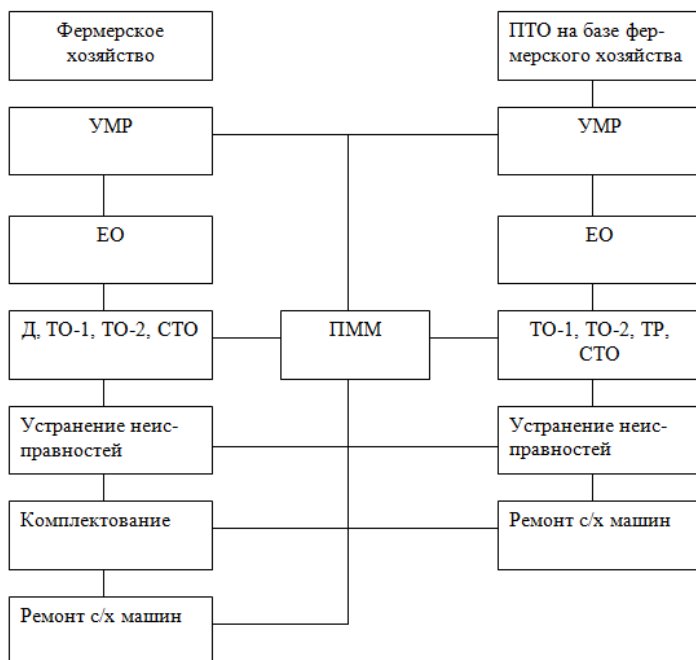 Фермерское
хозяйство
ПТО на базе фер-
мерского хозяйства
УМР
УМР
ЕО
ЕО
Д, ТО-1, ТО-2, СТО
ПММ
ТО-1, ТО-2, ТР,
СТО
Устранение неис-
правностей
Устранение неис-
правностей
Комплектование
Ремонт с/х машин
Ремонт с/х машин